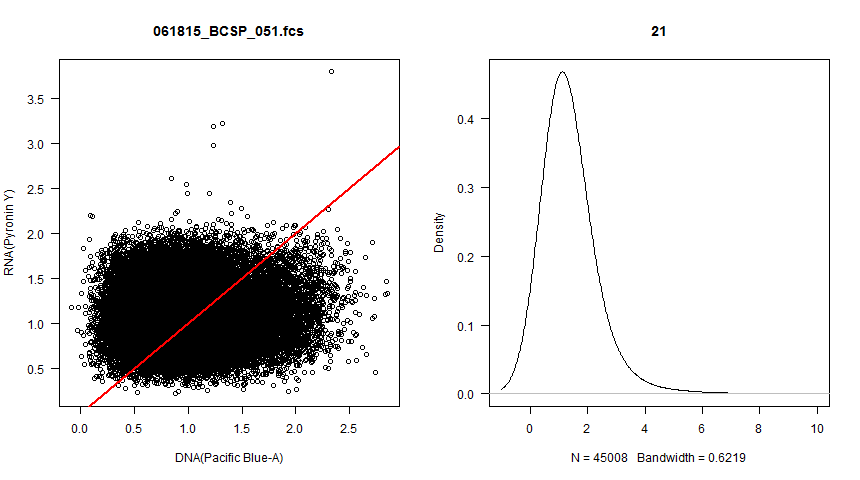 061815_BCSP_051.fcs
RNA(Pyronin Y)
3.5
3.0
2.5
2.0
1.5
1.0
0.5
0.0 0.5 1.0 1.5 2.0 2.5
DNA(Pacific Blue-A)
21
Density
0.4
0.3
0.2
0.1
0.0
0 2 4 6 8 10
N = 45008 Bandwidth = 0.6219